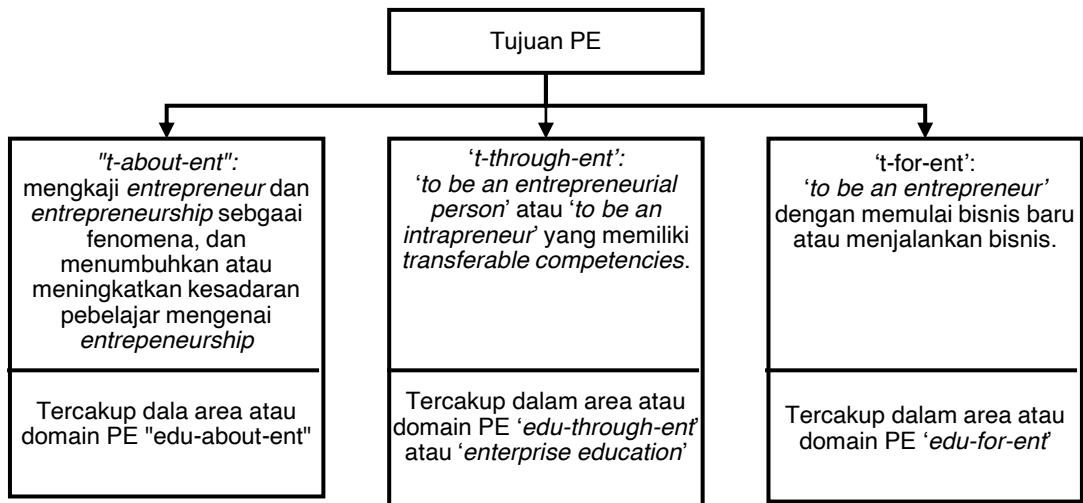 Tujuan PE
"t-about-ent":
mengkaji entrepreneur dan
entrepreneurship sebgaai
fenomena, dan
menumbuhkan atau
meningkatkan kesadaran
pebelajar mengenai
entrepeneurship
Tercakup dala area atau
domain PE "edu-about-ent"
‘t-through-ent’:
‘to be an entrepreneurial
person’ atau ‘to be an
intrapreneur’ yang memiliki
transferable competencies.
Tercakup dalam area atau
domain PE ‘edu-through-ent’
atau ‘enterprise education’
‘t-for-ent’:
‘to be an entrepreneur’
dengan memulai bisnis baru
atau menjalankan bisnis.
Tercakup dalam area atau
domain PE ‘edu-for-ent’